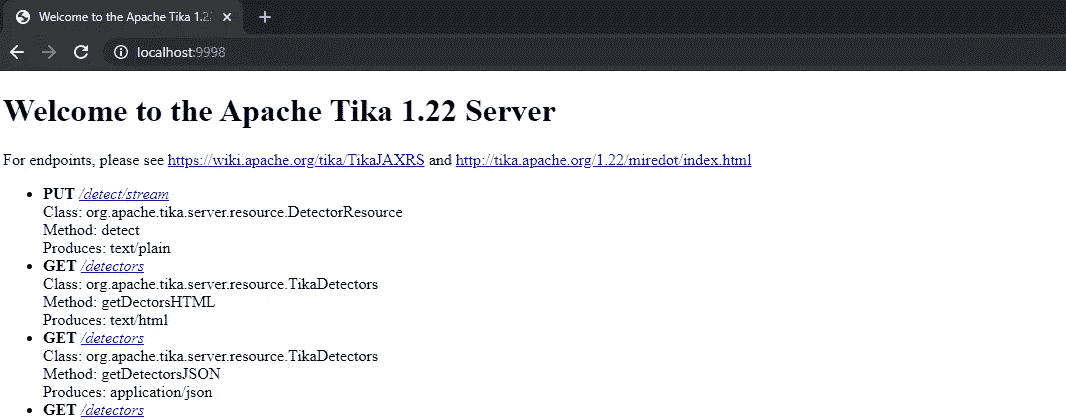 Welcome to the Apache Tika 1.2
localhost:9998
Welcome to the Apache Tika 1.22 Server
For endpoints, please see https://wiki.apache.org/tika/TikaJAXRS and http://tika.apache.org/1.22/miredot/index.html
PUT /detect/stream
Class: org.apache.tika.server.resource.DetectorResource
Method: detect
Produces: text/plain
GET /detectors
Class: org.apache.tika.server.resource.TikaDetectors
Method: getDectorsHTML
Produces: text/html
GET /detectors
Class: org.apache.tika.server.resource.TikaDetectors
Method: getDetectorsJSON
Produces: application/json
GET /detectors